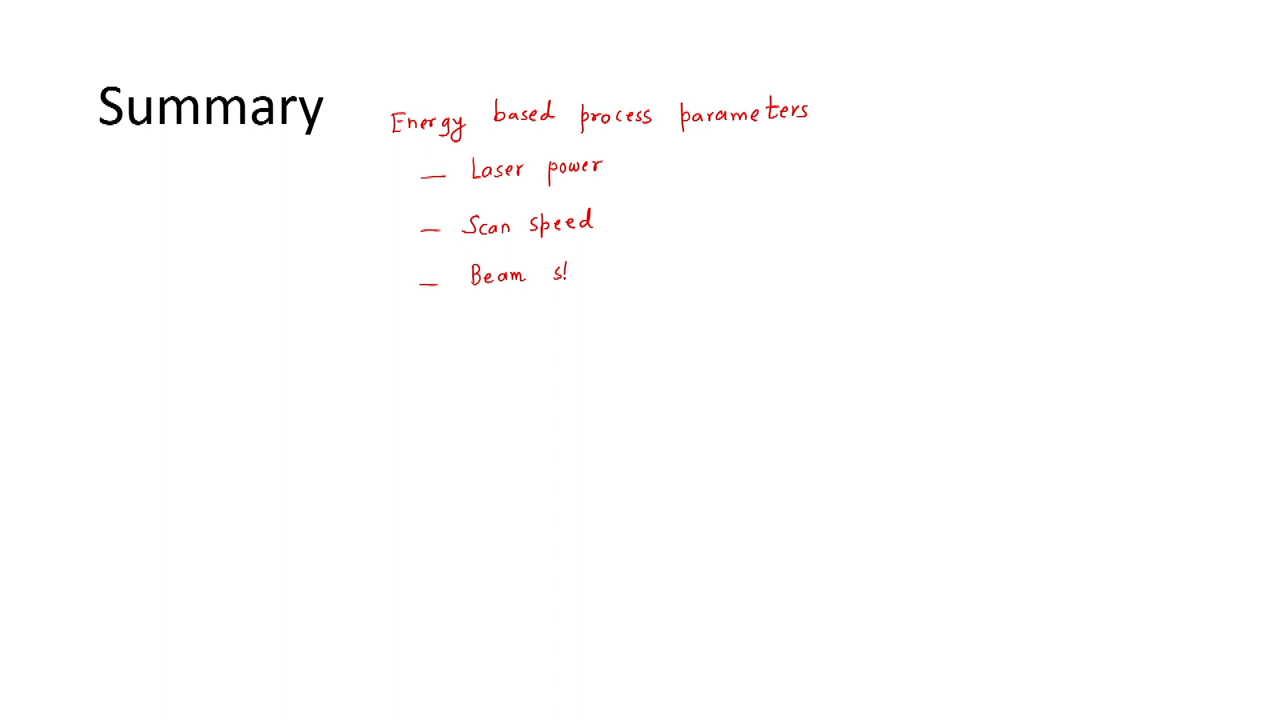 Summary
Energy based process parameters
— Laser power
— Scan speed
— Beam